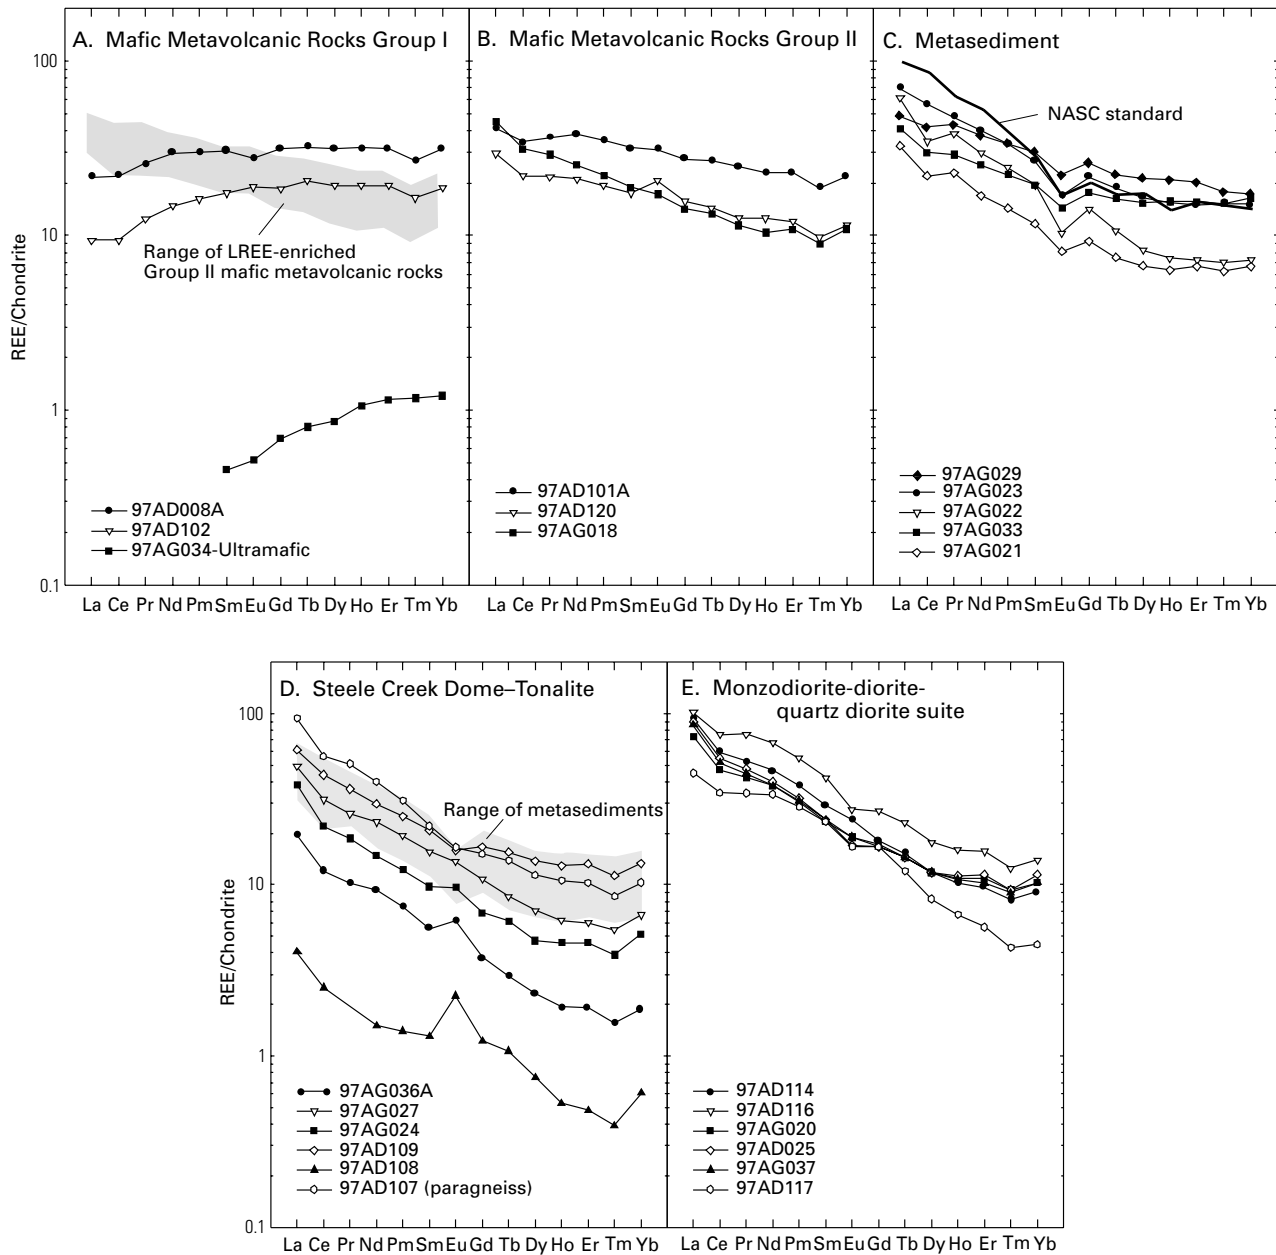 A. Mafic Metavolcanic Rocks Group I
B. Mafic Metavolcanic Rocks Group II
C. Metasediment
100
10
1
0.1
REE/Chondrite
Range of LREE-enriched
Group II mafic metavolcanic rocks
NASC standard
97AD008A
97AD102
97AG034-Ultramafic
97AD101A
97AD120
97AG018
97AG029
97AG023
97AG022
97AG033
97AG021
La Ce Pr Nd Pm Sm Eu Gd Tb Dy Ho Er Tm Yb
La Ce Pr Nd Pm Sm Eu Gd Tb Dy Ho Er Tm Yb
La Ce Pr Nd Pm Sm Eu Gd Tb Dy Ho Er Tm Yb
D. Steele Creek Dome–Tonalite
E. Monzodiorite-diorite-
quartz diorite suite
100
10
1
0.1
REE/Chondrite
Range of metasediments
97AG036A
97AG027
97AG024
97AD109
97AD108
97AD107 (paragneiss)
97AD114
97AD116
97AG020
97AD025
97AG037
97AD117
La Ce Pr Nd Pm Sm Eu Gd Tb Dy Ho Er Tm Yb
La Ce Pr Nd Pm Sm Eu Gd Tb Dy Ho Er Tm Yb